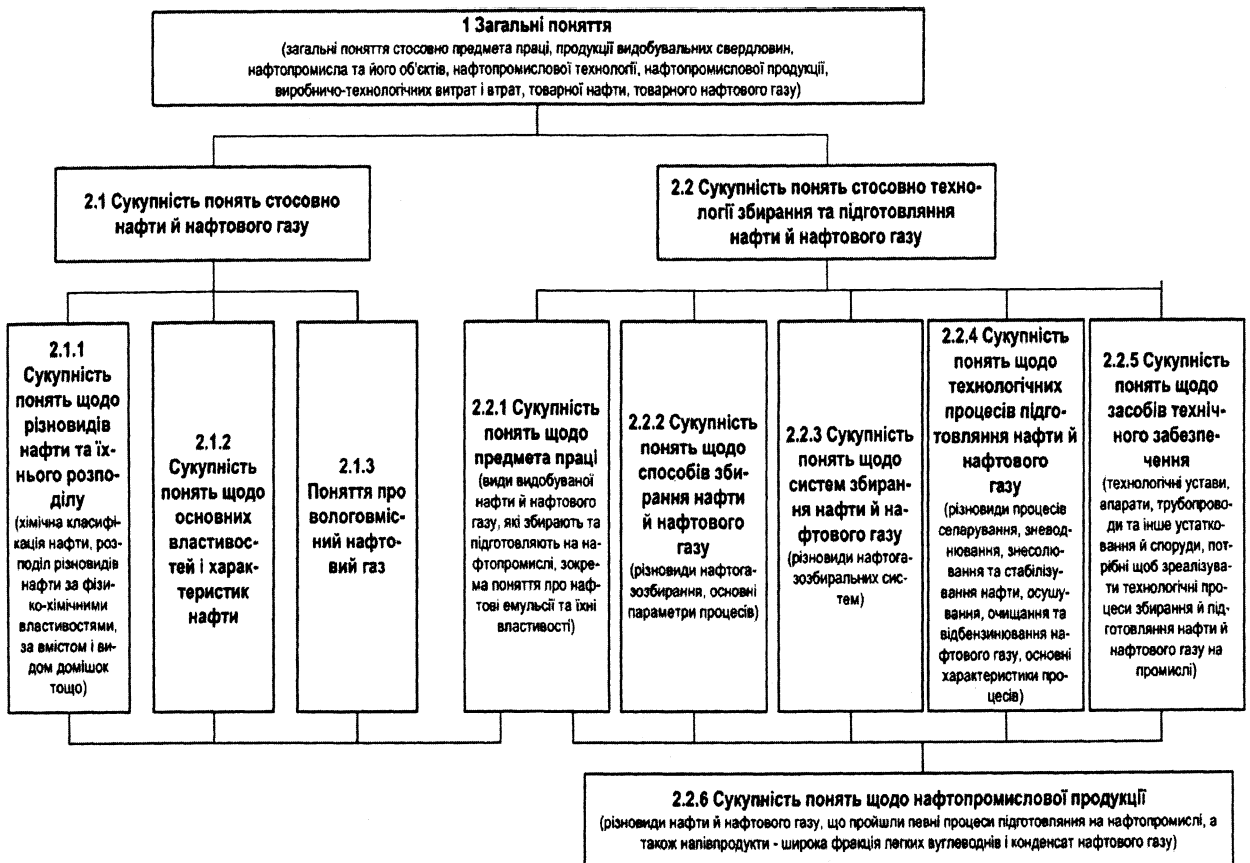 1 Загальні поняття
(загальні поняття стосовно предмета праці, продукції видобувальних свердловин,
нафтопромисла та його об'єктів, нафтопромислової технології, нафтопромислової продукції,
виробничо-технологічних витрат і втрат, товарної нафти, товарного нафтового газу)
2.1 Сукупність понять стосовно
нафти й нафтового газу
2.2 Сукупність понять стосовно техно-
логії збирання та підготовляння
нафти й нафтового газу
2.1.1
Сукупність
понять щодо
різновидів
нафти та їх-
нього розпо-
ділу
(хімічна класифі-
кація нафти, роз-
поділ різновидів
нафти за фізи-
ко-хімічними
властивостями,
за вмістом і ви-
дом домішок
тощо)
2.1.2
Сукупність
понять щодо
основних
властивос-
тей і харак-
теристик
нафти
2.1.3
Поняття про
вологовміс-
ний нафто-
вий газ
2.2.1 Сукупність
понять щодо
предмета праці
(види видобуваної
нафти й нафтового
газу, які збирають та
підготовляють на на-
фтопромислі, зокре-
ма поняття про наф-
тові емульсії та їхні
властивості)
2.2.2 Сукупність
понять щодо
способів зби-
рання нафти
й нафтового
газу
(різновиди нафтога-
зозбирання, основні
параметри процесів)
2.2.3 Сукупність
понять щодо
систем збиран-
ня нафти й на-
фтового газу
(різновиди нафтога-
зозбиральних сис-
тем)
2.2.4 Сукупність
понять щодо
технологічних
процесів підго-
товляння нафти й
нафтового
газу
(різновиди процесів
сепарування, зневод-
нювання, знесолю-
вання та стабілізу-
вання нафти, осушу-
вання, очищання та
відбензинювання на-
фтового газу, основні
характеристики про-
цесів)
2.2.5 Сукупність
понять щодо
засобів техніч-
ного забезпе-
чення
(технологічні устави,
апарати, трубопрово-
ди та інше устатко-
вання й споруди, пот-
рібні щоб зреалізува-
ти технологічні про-
цеси збирання й під-
готовляння нафти й
нафтового газу на
промислі)
2.2.6 Сукупність понять щодо нафтопромислової продукції
(різновиди нафти й нафтового газу, що пройшли певні процеси підготовляння на нафтопромислі, а
також напівпродукти - широка фракція легких вуглеводнів і конденсат нафтового газу)